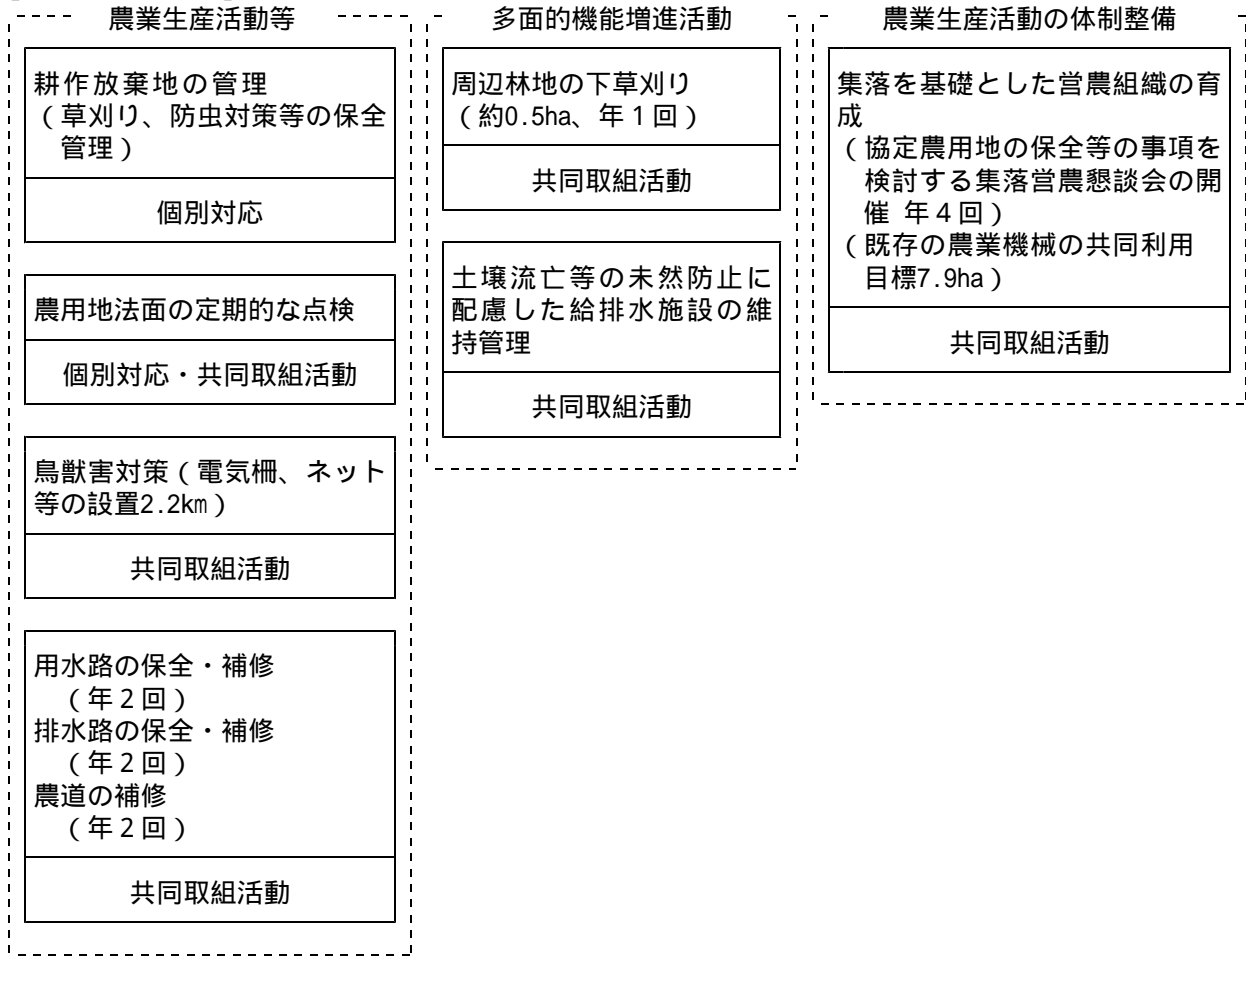 農業生産活動等
耕作放棄地の管理
（草刈り、防虫対策等の保全
管理）
個別対応
農用地法面の定期的な点検
個別対応・共同取組活動
鳥獣害対策（電気柵、ネット
等の設置2.2㎞）
共同取組活動
用水路の保全・補修
（年２回）
排水路の保全・補修
（年２回）
農道の補修
（年２回）
共同取組活動
多面的機能増進活動
周辺林地の下草刈り
（約0.5ha、年１回）
共同取組活動
土壌流亡等の未然防止に
配慮した給排水施設の維
持管理
共同取組活動
農業生産活動の体制整備
集落を基礎とした営農組織の育
成
（協定農用地の保全等の事項を
検討する集落営農懇談会の開
催 年４回）
（既存の農業機械の共同利用
目標7.9ha）
共同取組活動